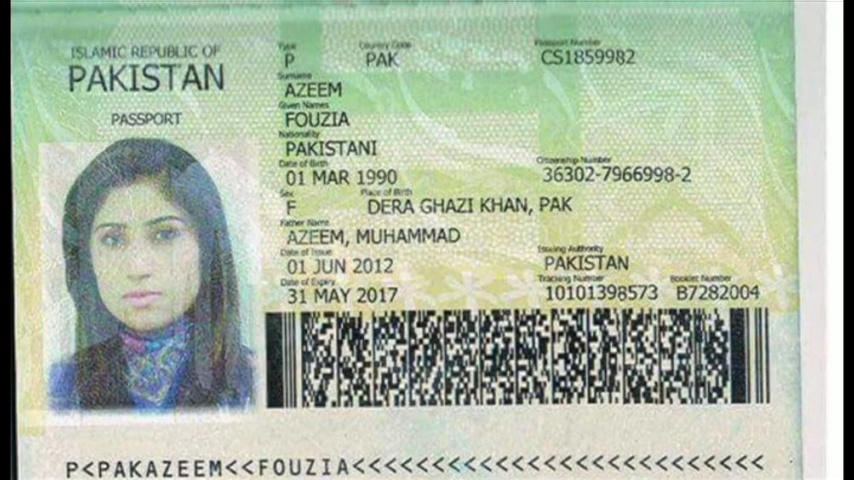 ISLAMIC REPUBLIC OF
PAKISTAN
PASSPORT
Type Country Code Passport Number
P PAK CS1859982
Surname
AZEEM
Given Names
FOUZIA
Nationality
PAKISTANI
Date of Birth Citizenship Number
01 MAR 1990 36302-7966998-2
Sex Place of Birth
F DERA GHAZI KHAN, PAK
Father Name
AZEEM, MUHAMMAD
Date of Issue Issuing Authority
01 JUN 2012 PAKISTAN
Date of Expiry Tracking Number Booklet Number
31 MAY 2017 10101398573 B7282004
P<PAKAZEEM<<FOUZIA<<<<<<<<<<<<<<<<<<<<<<<<<<